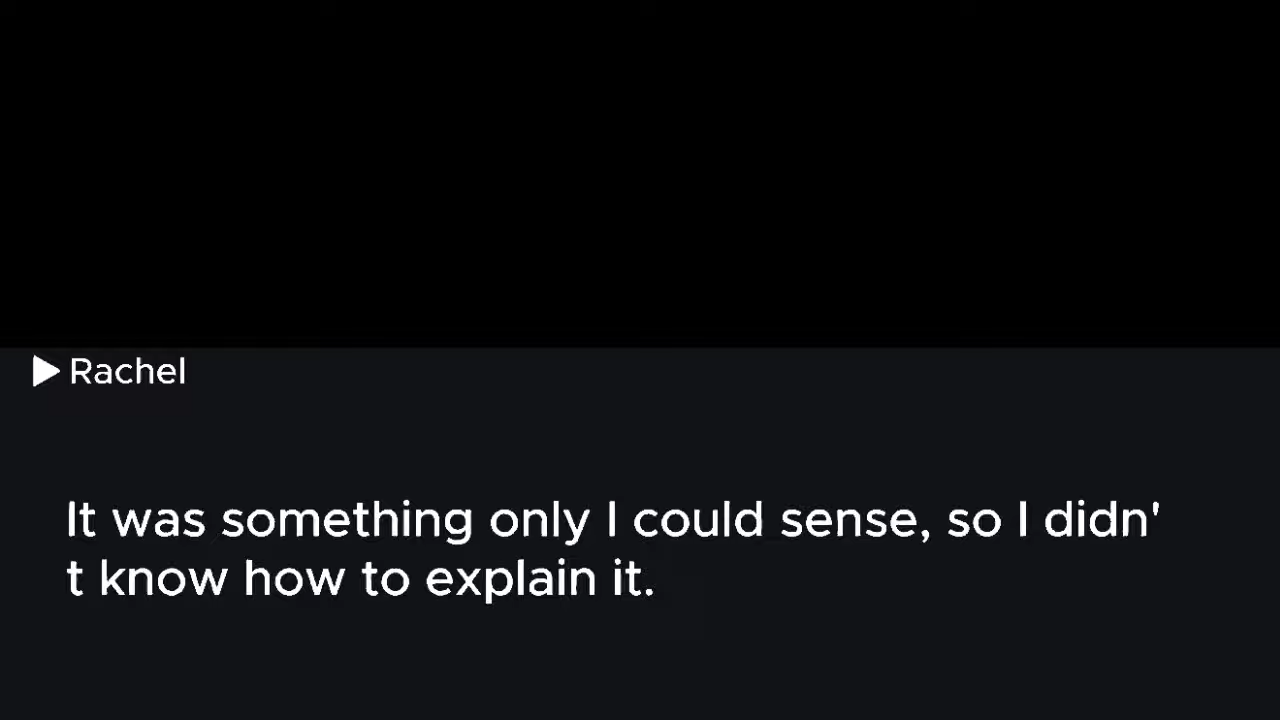 Rachel
It was something only I could sense, so I didn'
t know how to explain it.